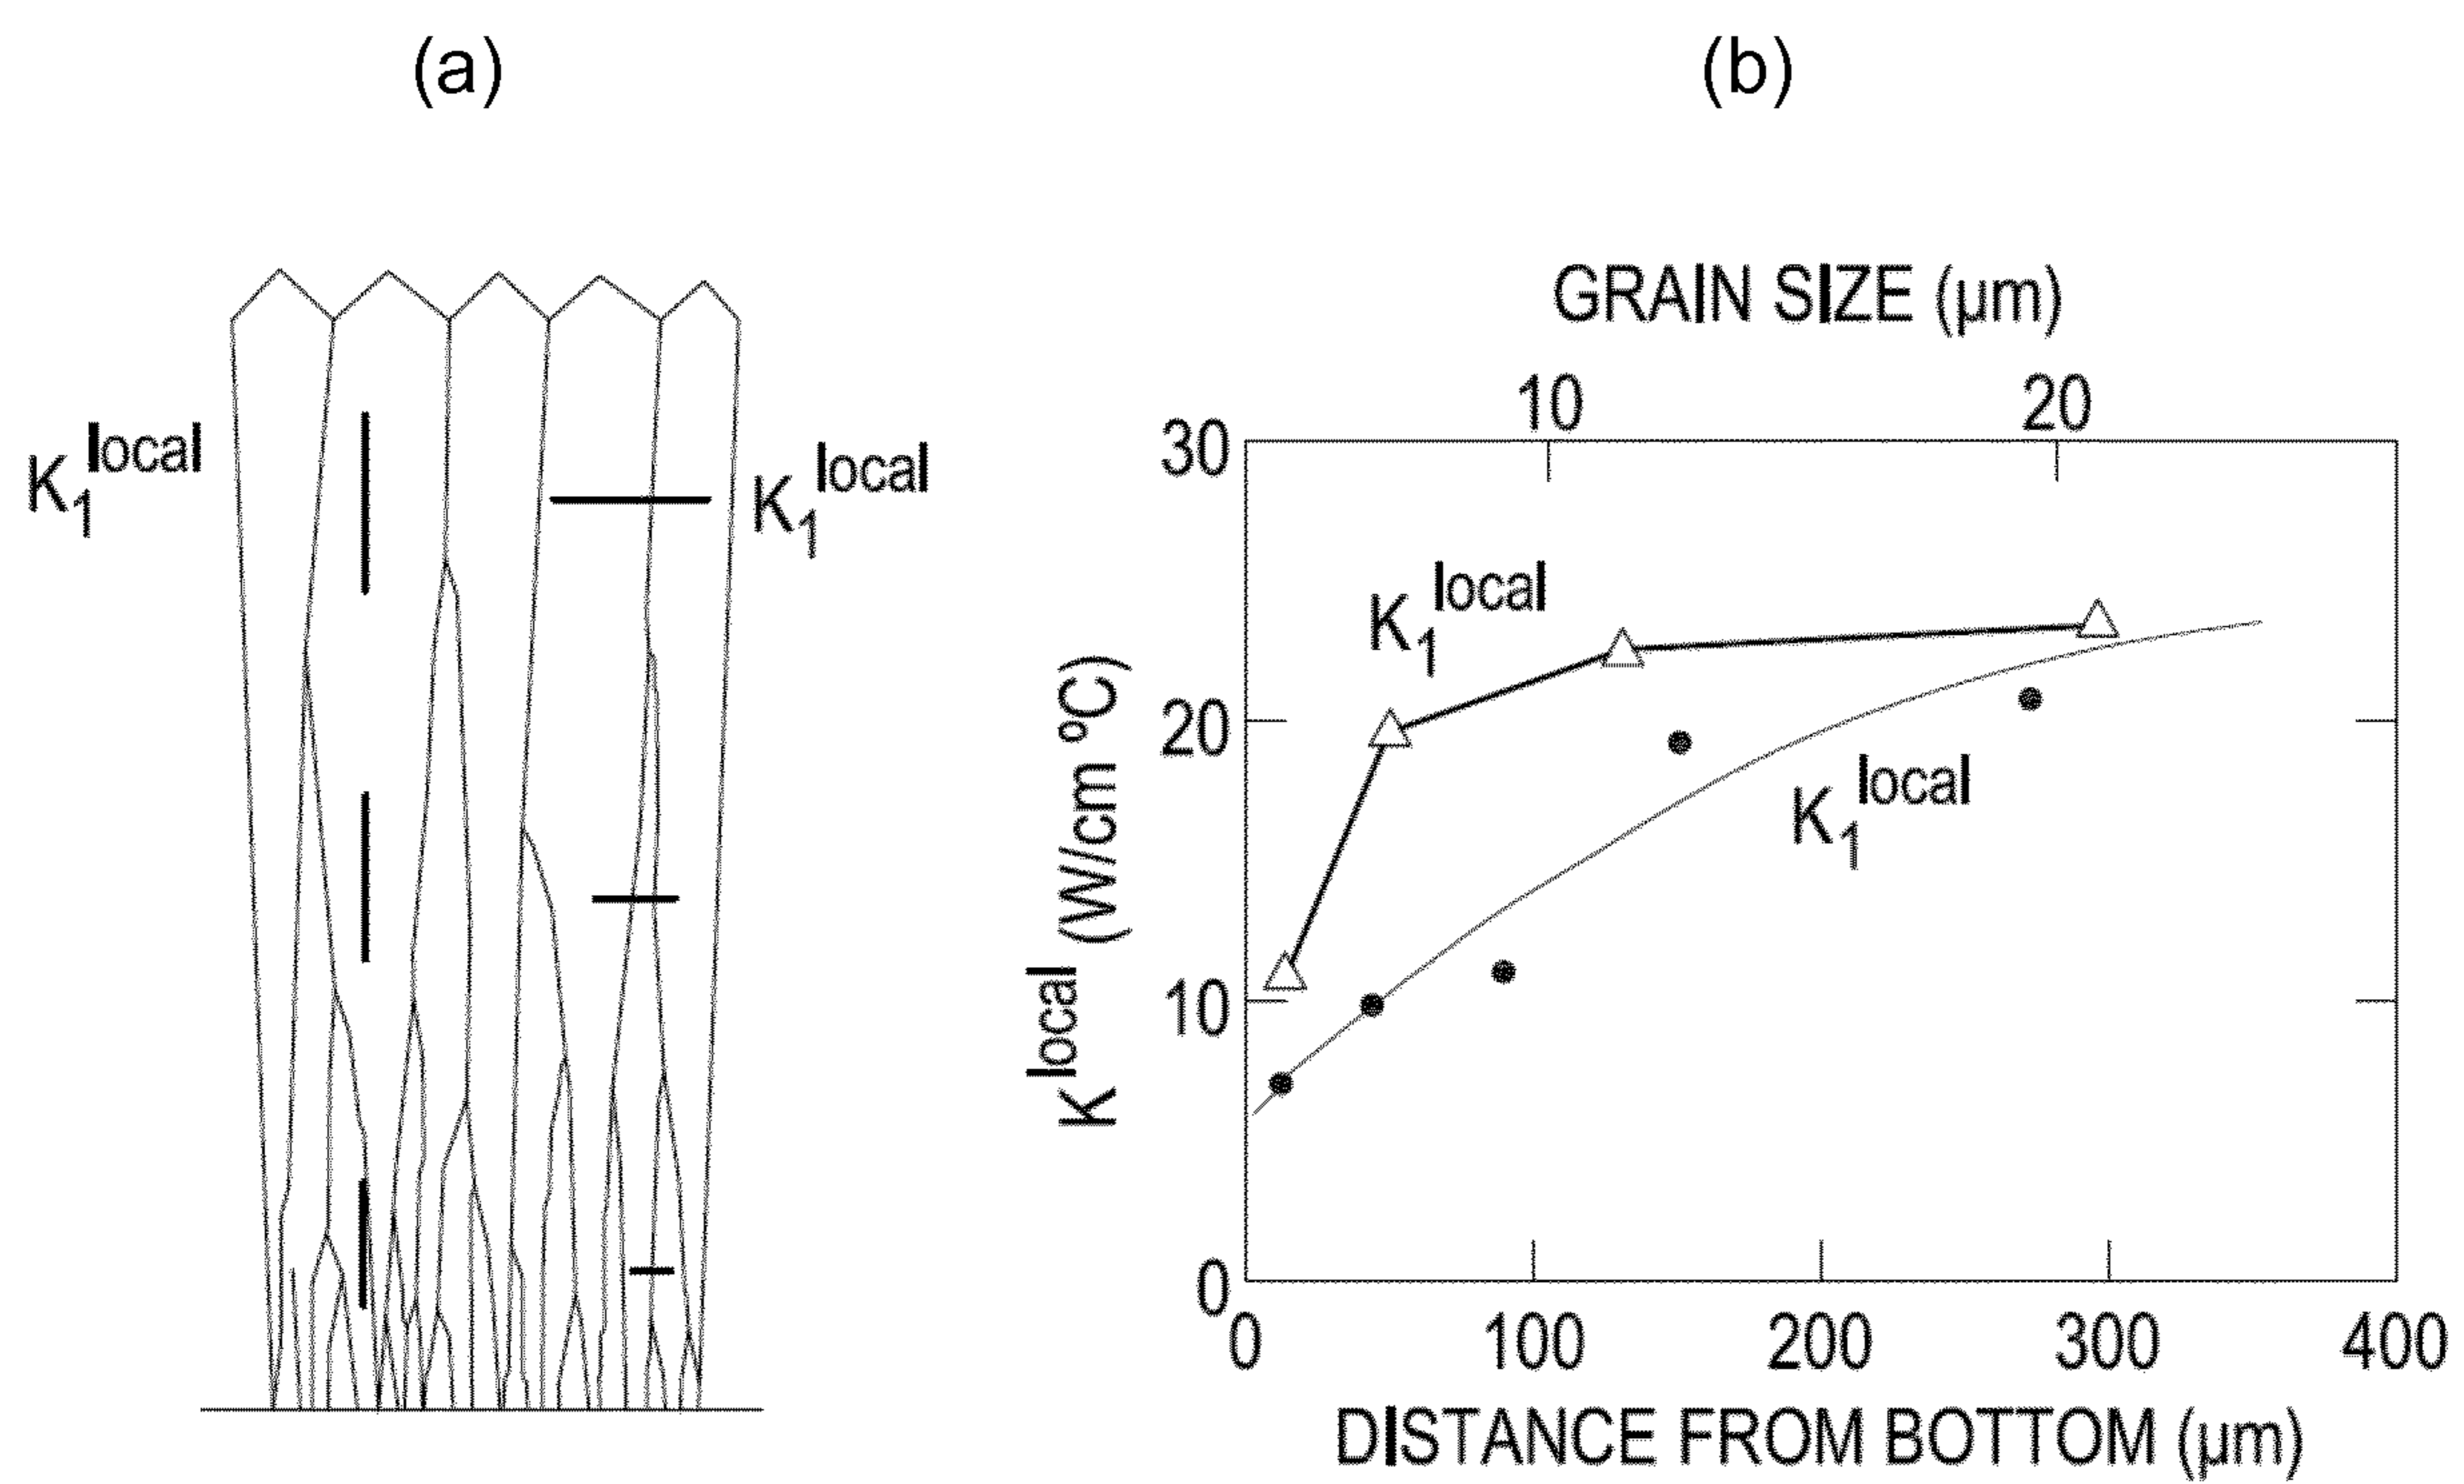 (a)
(b)
K₁ˡᵒᶜᵃˡ
K₁ˡᵒᶜᵃˡ
GRAIN SIZE (µm)
10 20
30
20
10
0
K₁ˡᵒᶜᵃˡ
K₁ˡᵒᶜᵃˡ
Kˡᵒᶜᵃˡ (W/cm ºC)
0 100 200 300 400
DISTANCE FROM BOTTOM (µm)